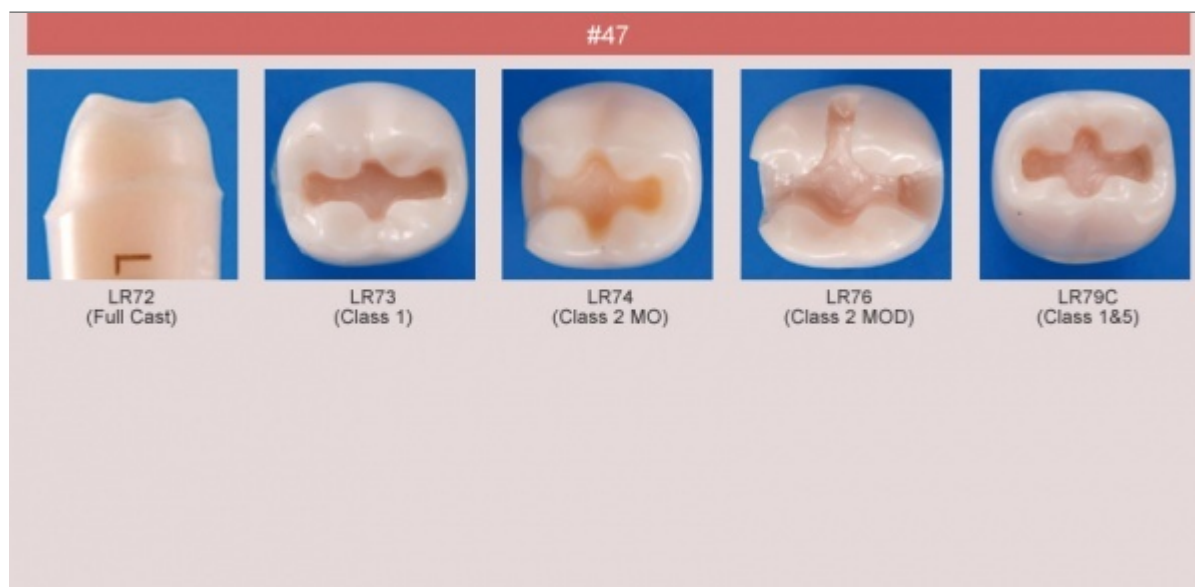 #47
L
LR72
(Full Cast)
LR73
(Class 1)
LR74
(Class 2 MO)
LR76
(Class 2 MOD)
LR79C
(Class 1&5)